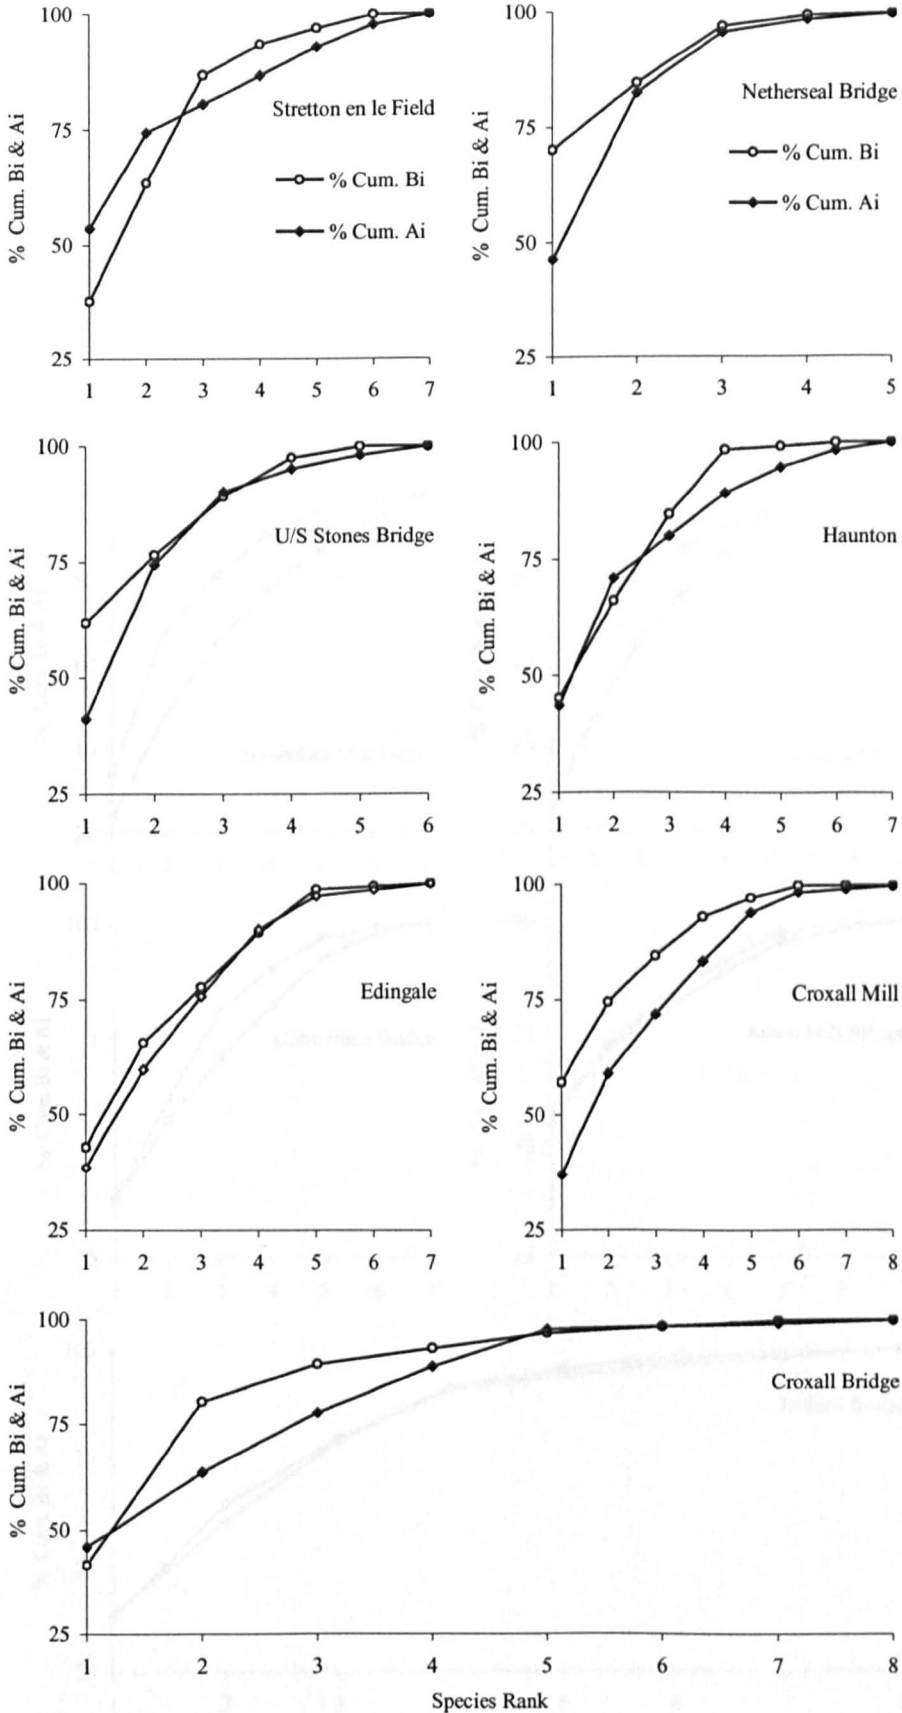 100
75
50
25
% Cum. Bi & Ai
Stretton en le Field
% Cum. Bi
% Cum. Ai
1 2 3 4 5 6 7
100
75
50
25
% Cum. Bi & Ai
Netherseal Bridge
% Cum. Bi
% Cum. Ai
1 2 3 4 5
100
75
50
25
% Cum. Bi & Ai
U/S Stones Bridge
1 2 3 4 5 6
100
75
50
25
% Cum. Bi & Ai
Haunton
1 2 3 4 5 6 7
100
75
50
25
% Cum. Bi & Ai
Edingale
1 2 3 4 5 6 7
100
75
50
25
% Cum. Bi & Ai
Croxall Mill
1 2 3 4 5 6 7 8
100
75
50
25
% Cum. Bi & Ai
Croxall Bridge
1 2 3 4 5 6 7 8
Species Rank